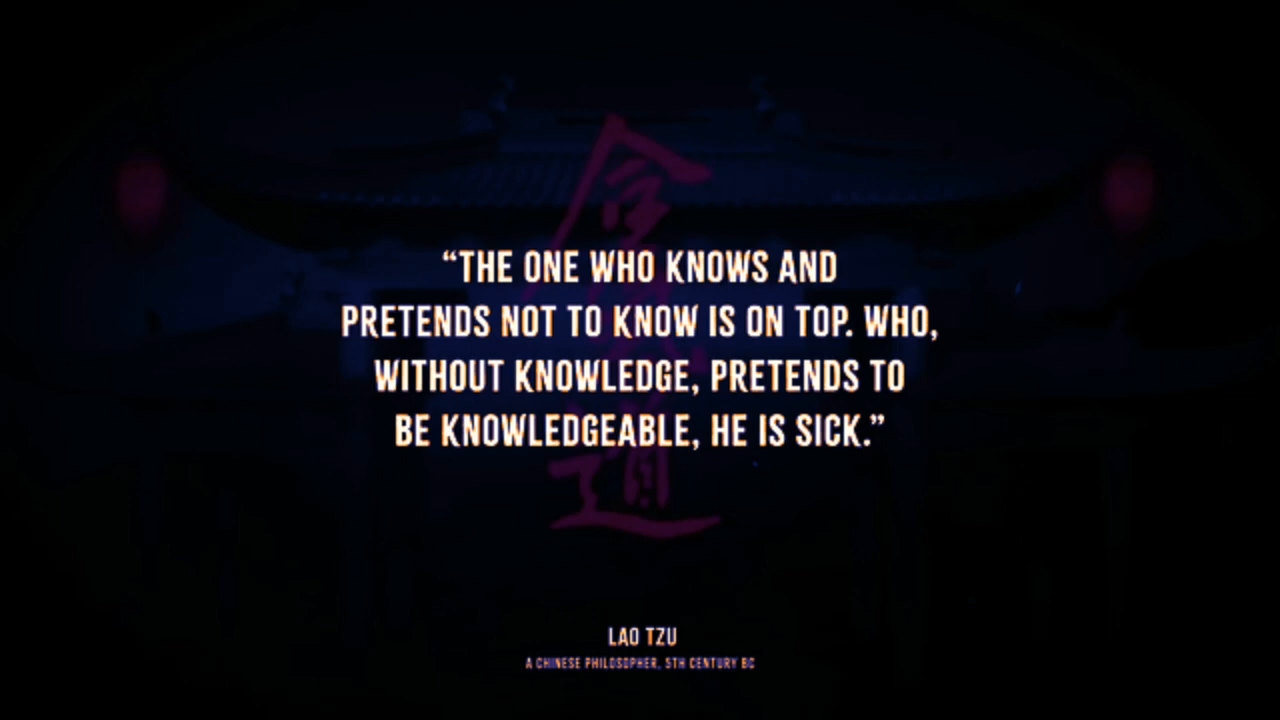 “THE ONE WHO KNOWS AND
PRETENDS NOT TO KNOW IS ON TOP. WHO,
WITHOUT KNOWLEDGE, PRETENDS TO
BE KNOWLEDGEABLE, HE IS SICK.”
LAO TZU
A CHINESE PHILOSOPHER, 5TH CENTURY BC